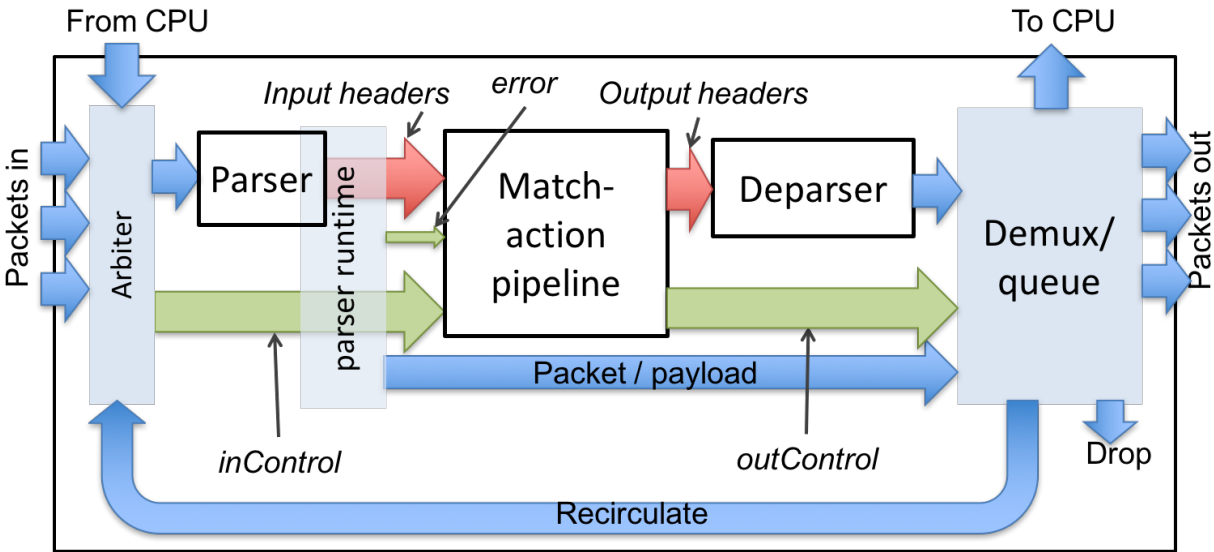 From CPU
To CPU
Input headers
error
Output headers
Packets in
Arbiter
Parser
parser runtime
Match-
action
pipeline
Deparser
Demux/
queue
Packets out
Packet / payload
inControl
outControl
Drop
Recirculate